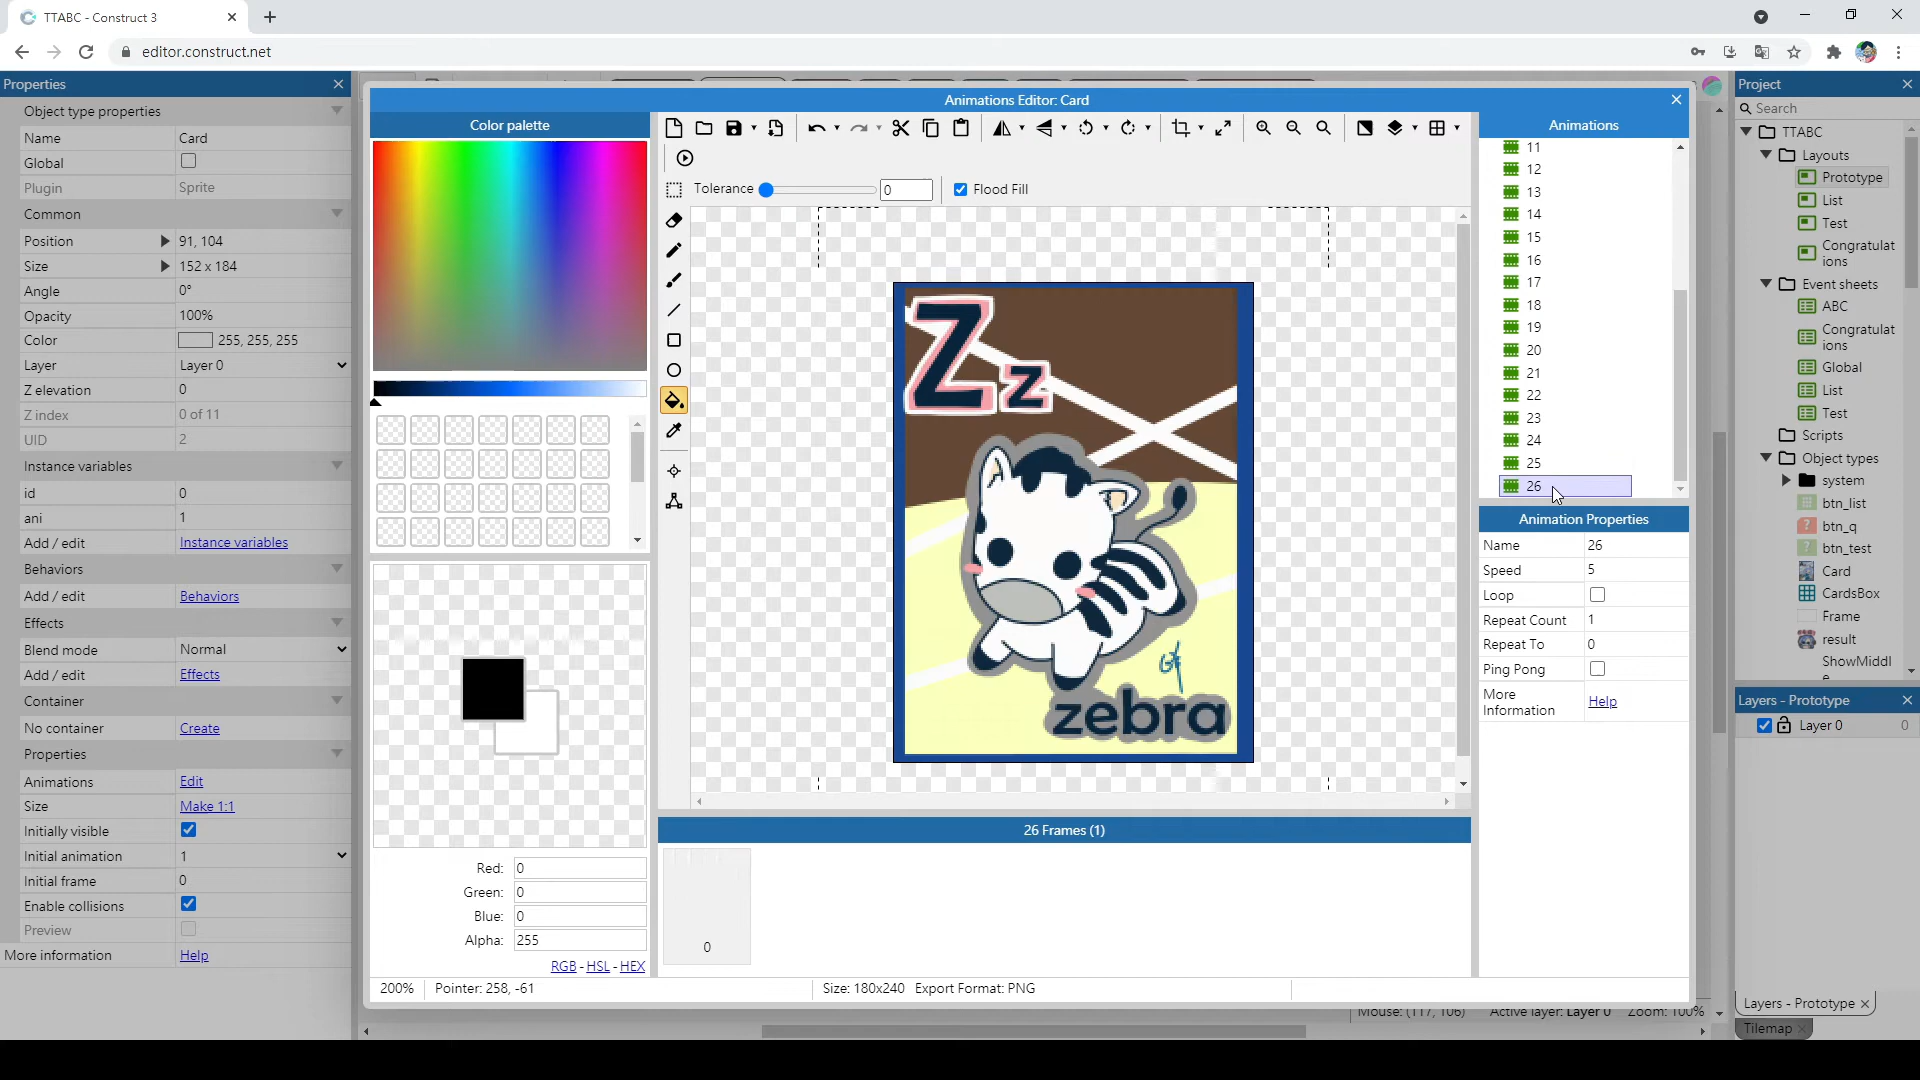 TTABC - Construct 3
editor.construct.net
Properties
Object type properties
Name Card
Global
Plugin Sprite
Common
Position 91, 104
Size 152 x 184
Angle 0°
Opacity 100%
Color 255, 255, 255
Layer Layer 0
Z elevation 0
Z index 0 of 11
UID 2
Instance variables
id 0
ani 1
Add / edit Instance variables
Behaviors
Add / edit Behaviors
Effects
Blend mode Normal
Add / edit Effects
Container
No container Create
Properties
Animations Edit
Size Make 1:1
Initially visible
Initial animation 1
Initial frame 0
Enable collisions
Preview
More information Help
Animations Editor: Card
Color palette
Red: 0
Green: 0
Blue: 0
Alpha: 255
RGB - HSL - HEX
200% Pointer: 258, -61
Tolerance 0 Flood Fill
Z z
zebra
26 Frames (1)
0
Size: 180x240 Export Format: PNG
Animations
11
12
13
14
15
16
17
18
19
20
21
22
23
24
25
26
Animation Properties
Name 26
Speed 5
Loop
Repeat Count 1
Repeat To 0
Ping Pong
More
Information Help
Mouse: (117, 106) Active layer: Layer 0 Zoom: 100%
Project
Search
TTABC
Layouts
Prototype
List
Test
Congratulat
ions
Event sheets
ABC
Congratulat
ions
Global
List
Test
Scripts
Object types
system
btn_list
btn_q
btn_test
Card
CardsBox
Frame
result
ShowMiddl
e
Layers - Prototype
Layer 0 0
Layers - Prototype
Tilemap